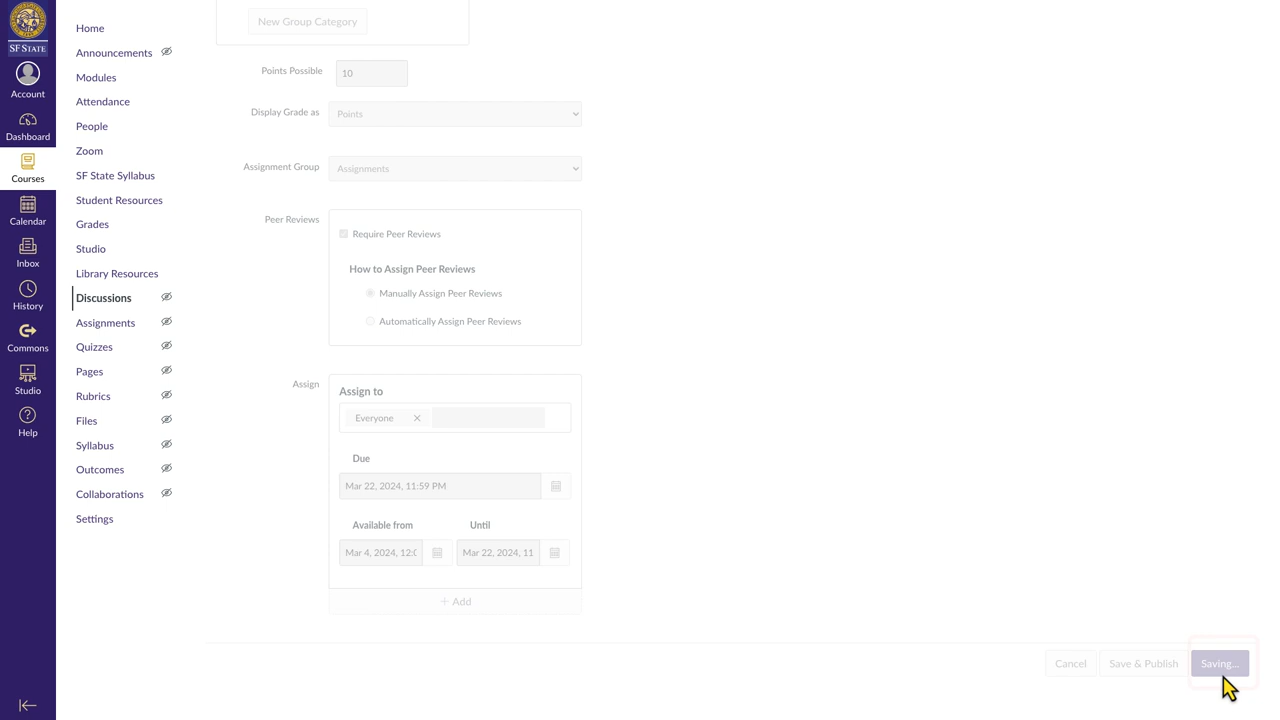 SF STATE
Account
Dashboard
Courses
Calendar
Inbox
History
Commons
Studio
Help
Home
Announcements
Modules
Attendance
People
Zoom
SF State Syllabus
Student Resources
Grades
Studio
Library Resources
Discussions
Assignments
Quizzes
Pages
Rubrics
Files
Syllabus
Outcomes
Collaborations
Settings
New Group Category
Points Possible 10
Display Grade as Points
Assignment Group Assignments
Peer Reviews
Require Peer Reviews
How to Assign Peer Reviews
Manually Assign Peer Reviews
Automatically Assign Peer Reviews
Assign
Assign to
Everyone
Due
Mar 22, 2024, 11:59 PM
Available from Until
Mar 4, 2024, 12:0 Mar 22, 2024, 11
+ Add
Cancel Save & Publish Saving...